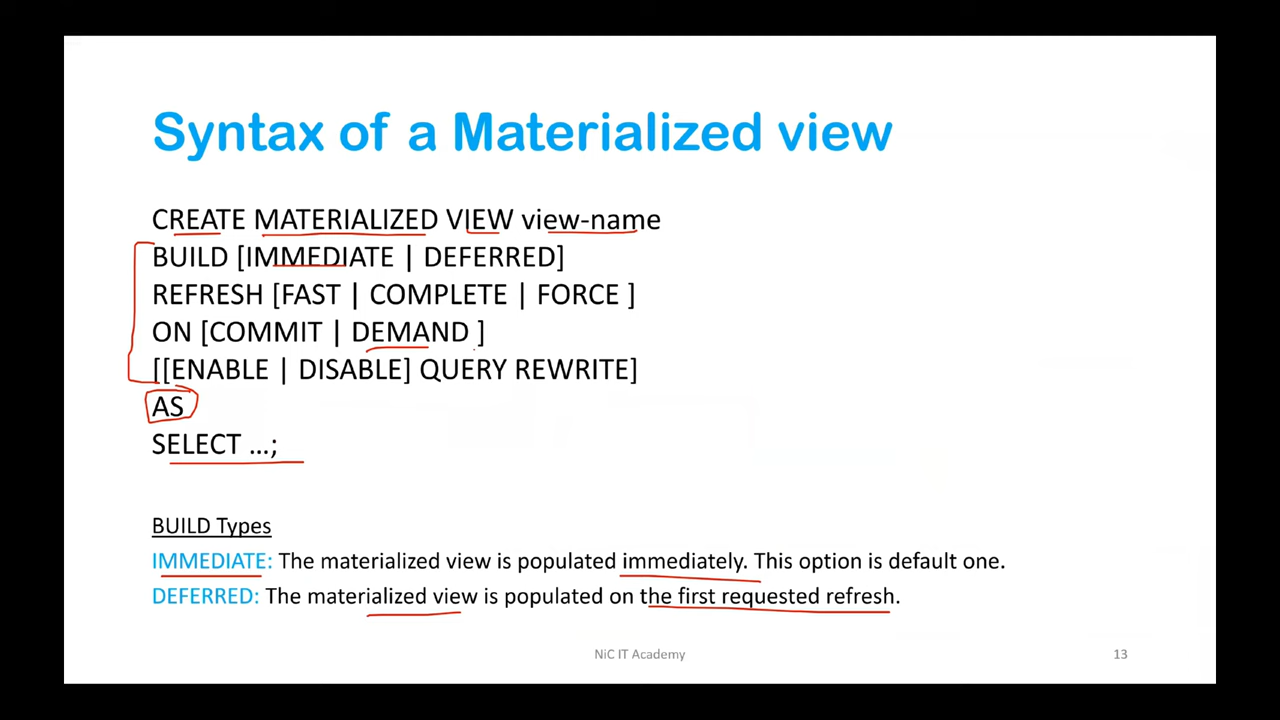 Syntax of a Materialized view
CREATE MATERIALIZED VIEW view-name
BUILD [IMMEDIATE | DEFERRED]
REFRESH [FAST | COMPLETE | FORCE ]
ON [COMMIT | DEMAND ]
[[ENABLE | DISABLE] QUERY REWRITE]
AS
SELECT ...;
BUILD Types
IMMEDIATE: The materialized view is populated immediately. This option is default one.
DEFERRED: The materialized view is populated on the first requested refresh.
NiC IT Academy
13